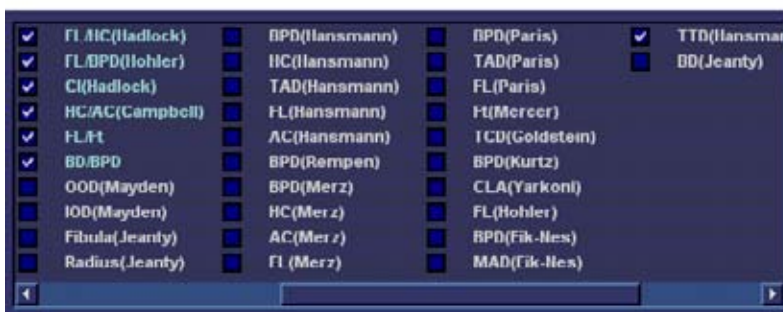 FL/HC(Hadlock) BPD(Hansmann) BPD(Paris) TTD(Hansmar
FL/BPD(Hohler) HC(Hansmann) TAD(Paris) BD(Jeanty)
CI(Hadlock) TAD(Hansmann) FL(Paris)
HC/AC(Campbell) FL(Hansmann) Ft(Mercer)
FL/Ft AC(Hansmann) TCD(Goldstein)
BD/BPD BPD(Rempen) BPD(Kurtz)
OOD(Mayden) BPD(Merz) CLA(Yarkoni)
IOD(Mayden) HC(Merz) FL(Hohler)
Fibula(Jeanty) AC(Merz) BPD(Eik-Nes)
Radius(Jeanty) FL(Merz) MAD(Eik-Nes)